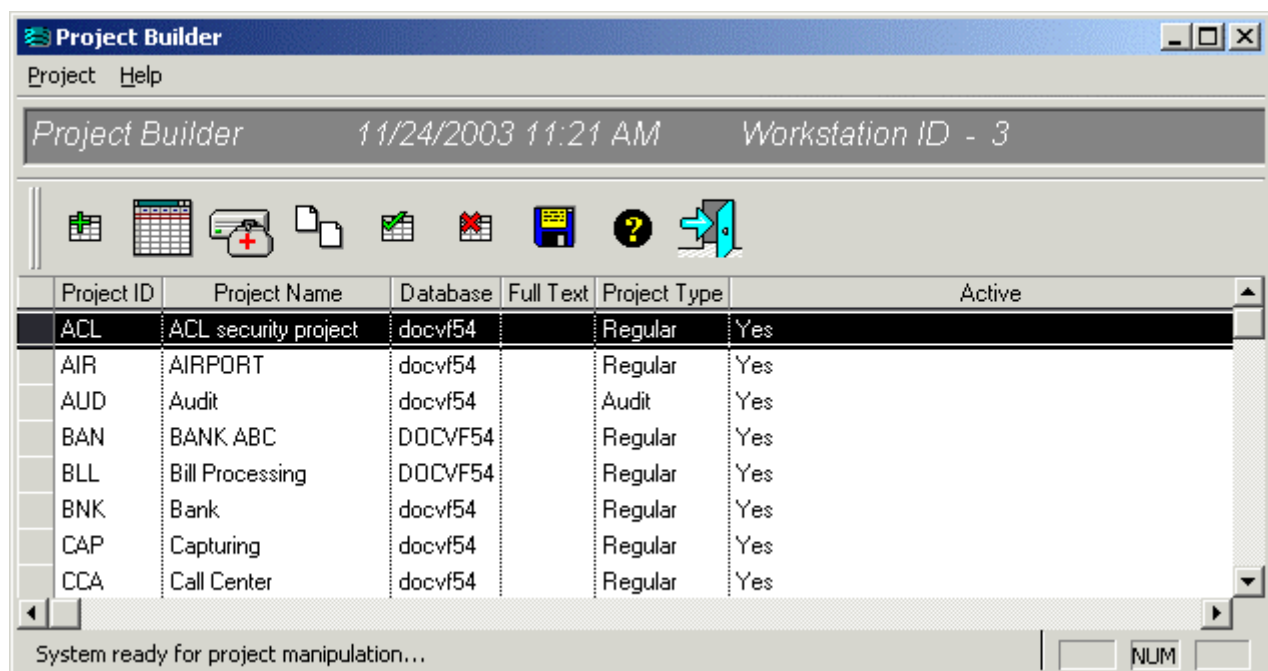 Project Builder
Project Help
Project Builder 11/24/2003 11:21 AM Workstation ID - 3
Project ID Project Name Database Full Text Project Type Active
ACL ACL security project docvf54 Regular Yes
AIR AIRPORT docvf54 Regular Yes
AUD Audit docvf54 Audit Yes
BAN BANK ABC DOCVF54 Regular Yes
BLL Bill Processing DOCVF54 Regular Yes
BNK Bank docvf54 Regular Yes
CAP Capturing docvf54 Regular Yes
CCA Call Center docvf54 Regular Yes
System ready for project manipulation... NUM